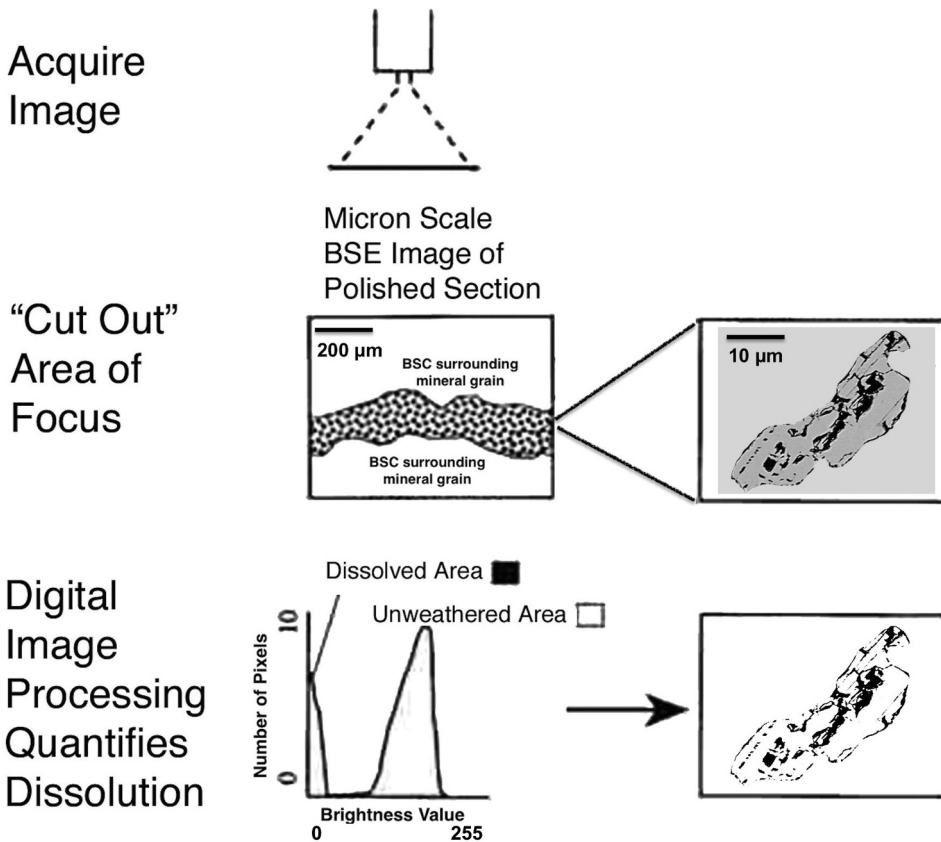 Acquire
Image
Micron Scale
BSE Image of
Polished Section
“Cut Out”
Area of
Focus
200 µm
BSC surrounding
mineral grain
BSC surrounding
mineral grain
10 µm
Digital
Image
Processing
Quantifies
Dissolution
Dissolved Area
Unweathered Area
10
Number of Pixels
0
Brightness Value
0 255